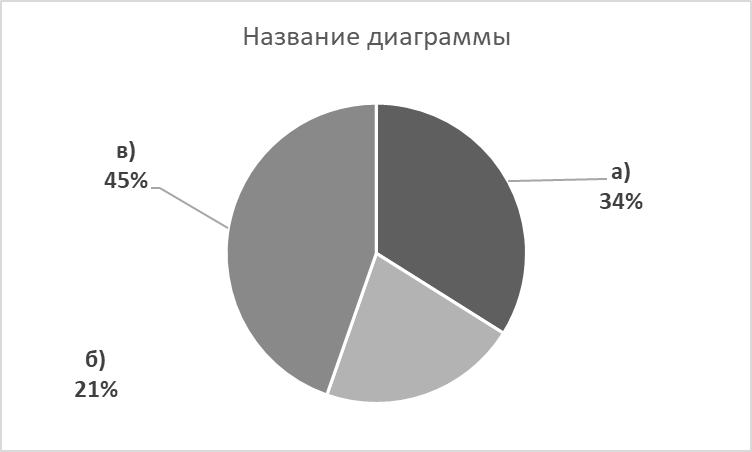 Название диаграммы
в)
45%
а)
34%
б)
21%